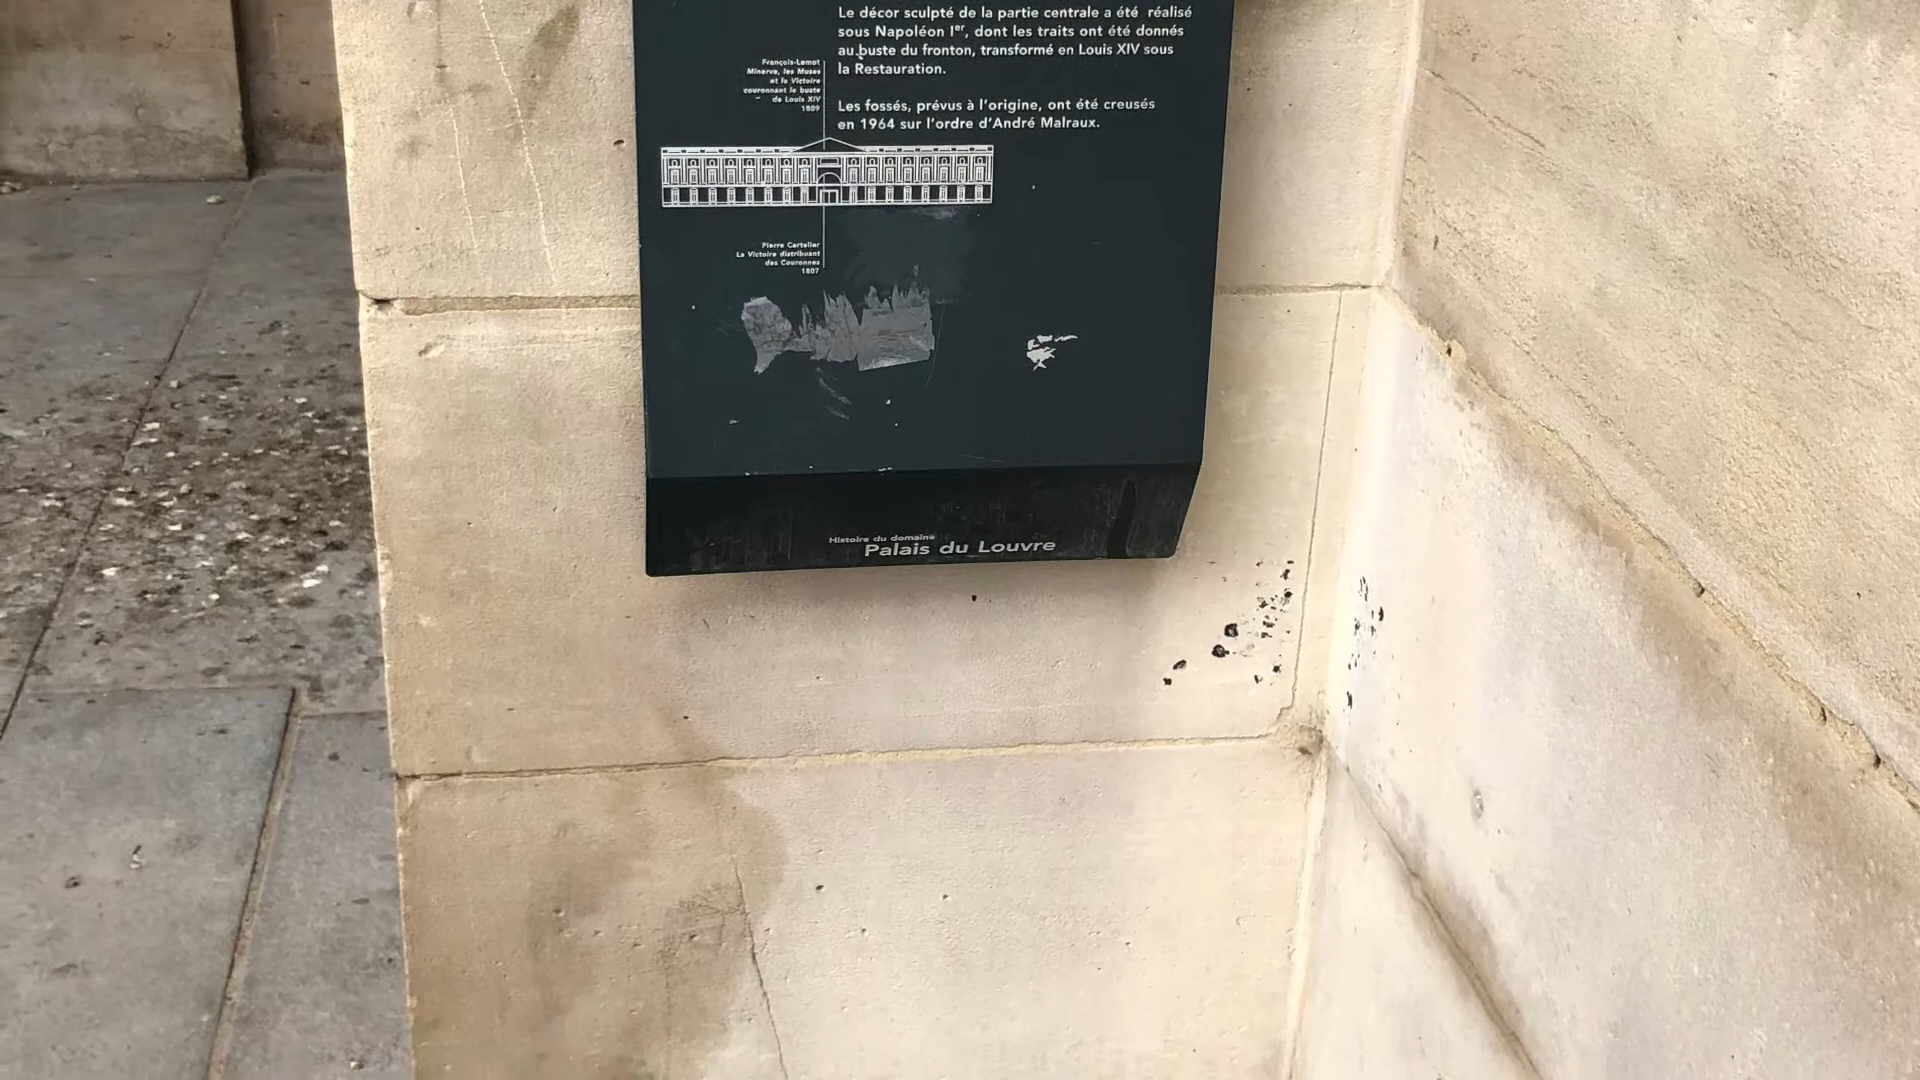 Le décor sculpté de la partie centrale a été réalisé
sous Napoléon Ier, dont les traits ont été donnés
au buste du fronton, transformé en Louis XIV sous
la Restauration.
Les fossés, prévus à l'origine, ont été creusés
en 1964 sur l'ordre d'André Malraux.
François-Lemot
Minerve, les Muses
et la Victoire
couronnant le buste
de Louis XIV
1809
Pierre Cartellier
La Victoire distribuant
des Couronnes
1807
Histoire du domaine
Palais du Louvre